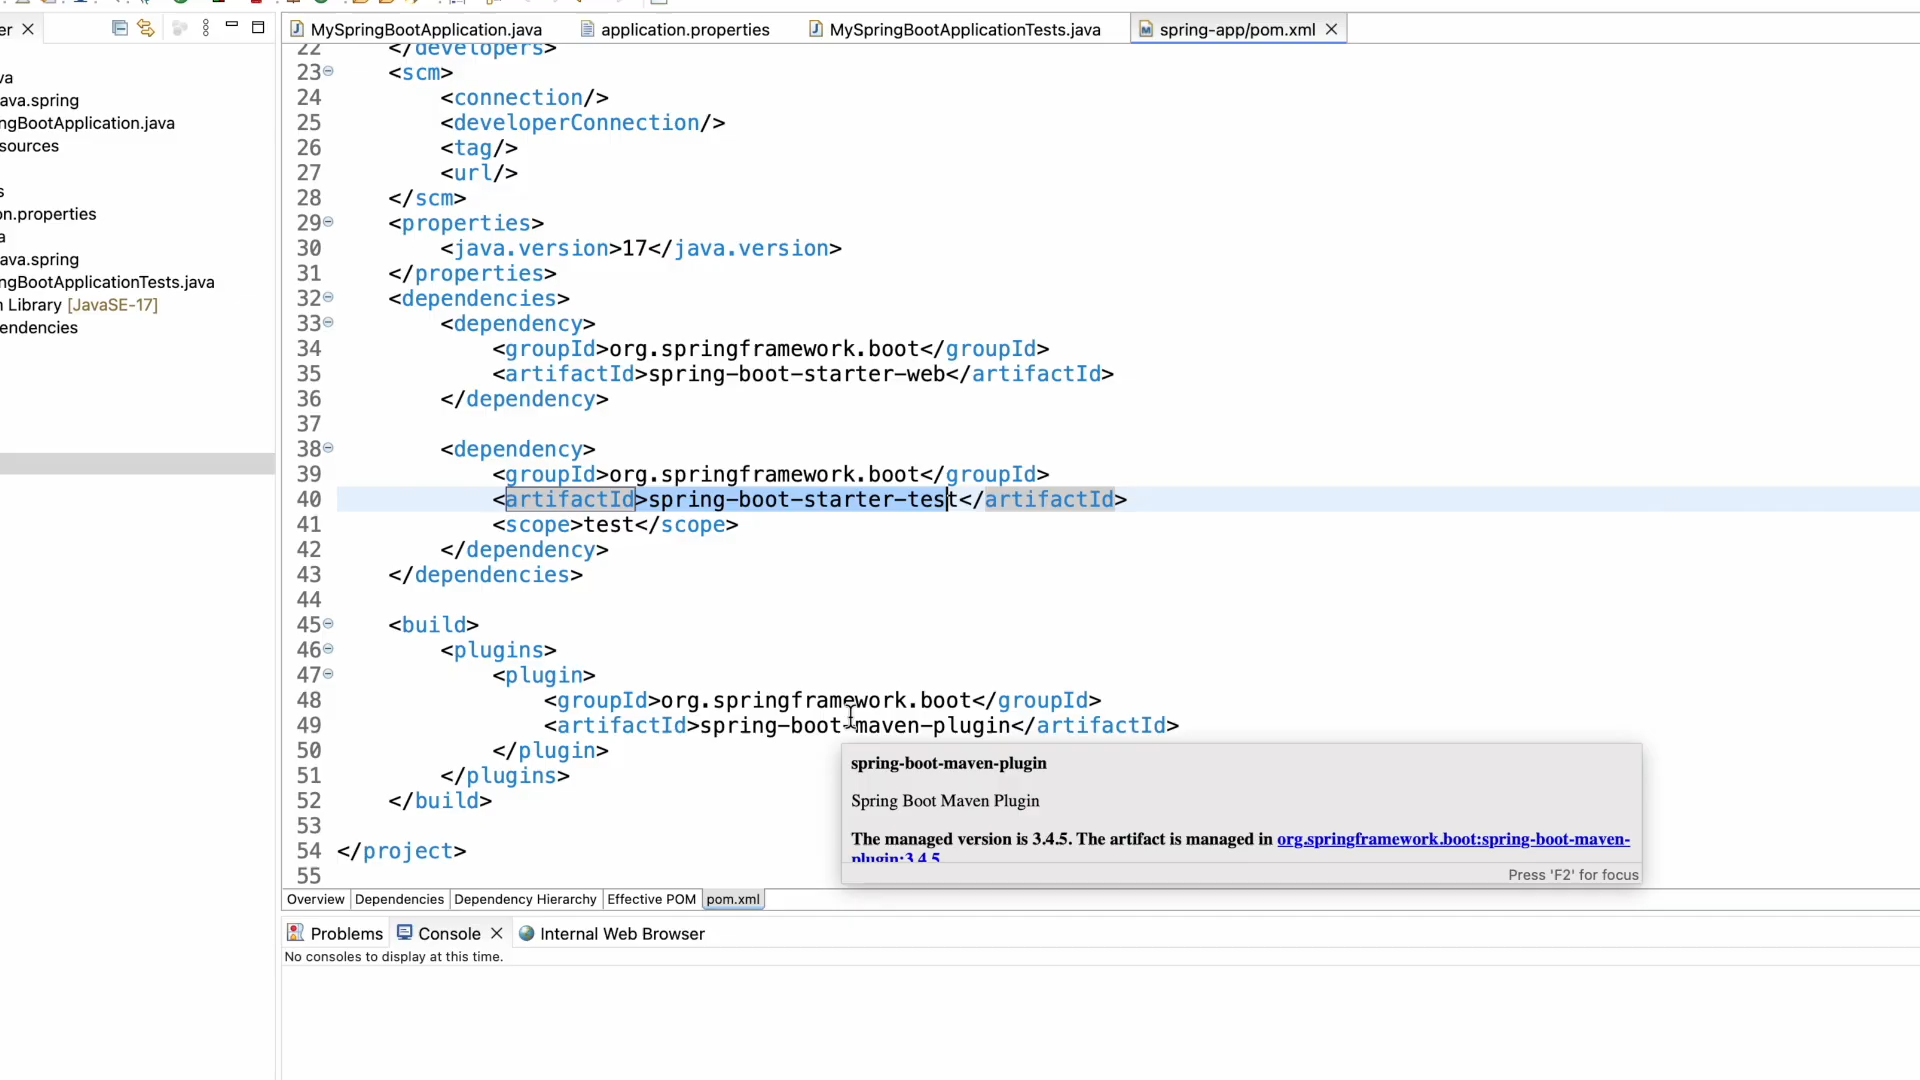 er
MySpringBootApplication.java
application.properties
MySpringBootApplicationTests.java
spring-app/pom.xml
va
ava.spring
ngBootApplication.java
sources
s
on.properties
a
ava.spring
ngBootApplicationTests.java
n Library [JavaSE-17]
endencies
22 </developers>
23 <scm>
24 <connection/>
25 <developerConnection/>
26 <tag/>
27 <url/>
28 </scm>
29 <properties>
30 <java.version>17</java.version>
31 </properties>
32 <dependencies>
33 <dependency>
34 <groupId>org.springframework.boot</groupId>
35 <artifactId>spring-boot-starter-web</artifactId>
36 </dependency>
37
38 <dependency>
39 <groupId>org.springframework.boot</groupId>
40 <artifactId>spring-boot-starter-test</artifactId>
41 <scope>test</scope>
42 </dependency>
43 </dependencies>
44
45 <build>
46 <plugins>
47 <plugin>
48 <groupId>org.springframework.boot</groupId>
49 <artifactId>spring-boot-maven-plugin</artifactId>
50 </plugin>
51 </plugins>
52 </build>
53
54 </project>
55
spring-boot-maven-plugin
Spring Boot Maven Plugin
The managed version is 3.4.5. The artifact is managed in org.springframework.boot:spring-boot-maven-
plugin:3.4.5
Press 'F2' for focus
Overview Dependencies Dependency Hierarchy Effective POM pom.xml
Problems Console Internal Web Browser
No consoles to display at this time.